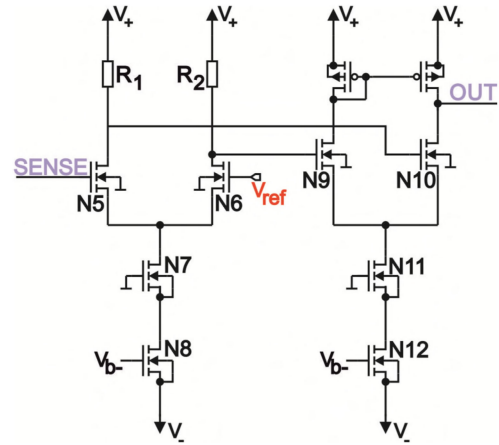 V+ V+ V+ V+
R1 R2
OUT
SENSE
N9 N10
N5 N6 Vref
N7 N11
N8 N12
Vb- Vb-
V- V-